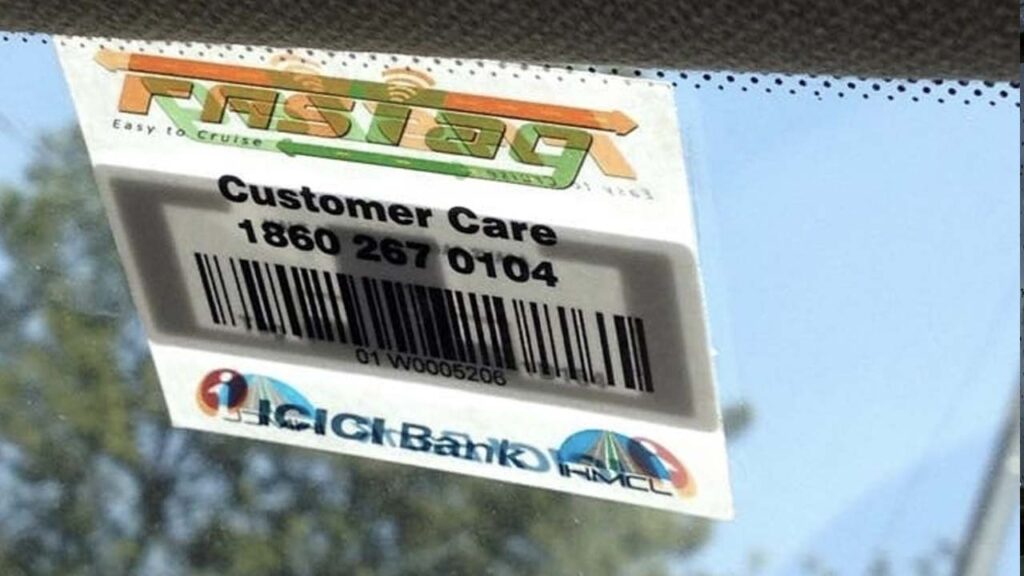 FASTag
Easy to Cruise
Customer Care
1860 267 0104
01 W0005206
ICICI Bank IHMCL